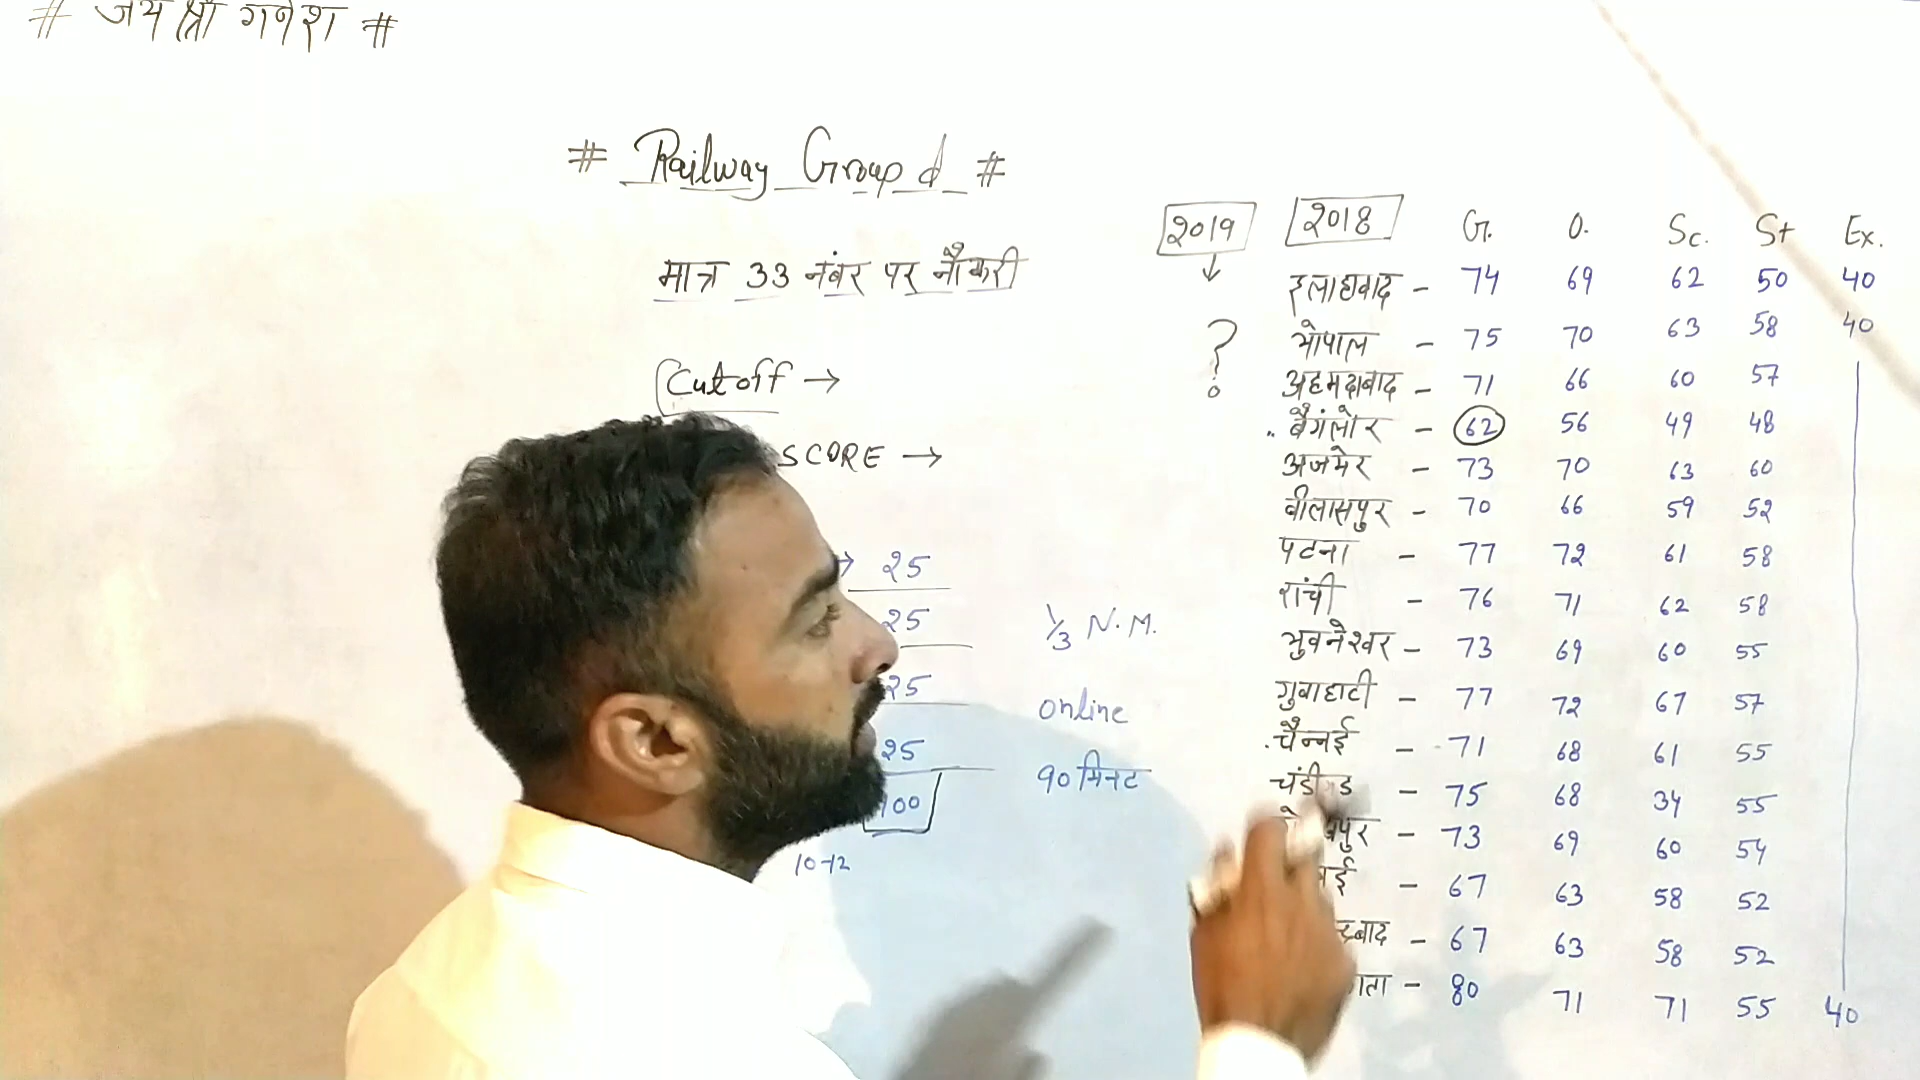 # जय श्री गणेश #
# Railway Group d #
मात्र 33 नंबर पर नौकरी
Cutoff →
SCORE →
→ 25
25
25
25
100
10-12
1/3 N.M.
online
90 मिनट
२०19 ↓ ?
२०18 G. O. Sc. St Ex.
इलाहावाद - 74 69 62 50 40
भोपाल - 75 70 63 58 40
अहमदाबाद - 71 66 60 57
बैगंलोर - 62 56 49 48
अजमेर - 73 70 63 60
वीलासपुर - 70 66 59 52
पटना - 77 72 61 58
रांची - 76 71 62 58
भुवनेश्वर - 73 69 60 55
गुवाहाटी - 77 72 67 57
चैन्नई - 71 68 61 55
- 75 68 34 55
पुर - 73 69 60 54
ई - 67 63 58 52
बाद - 67 63 58 52
ता - 80 71 71 55 40